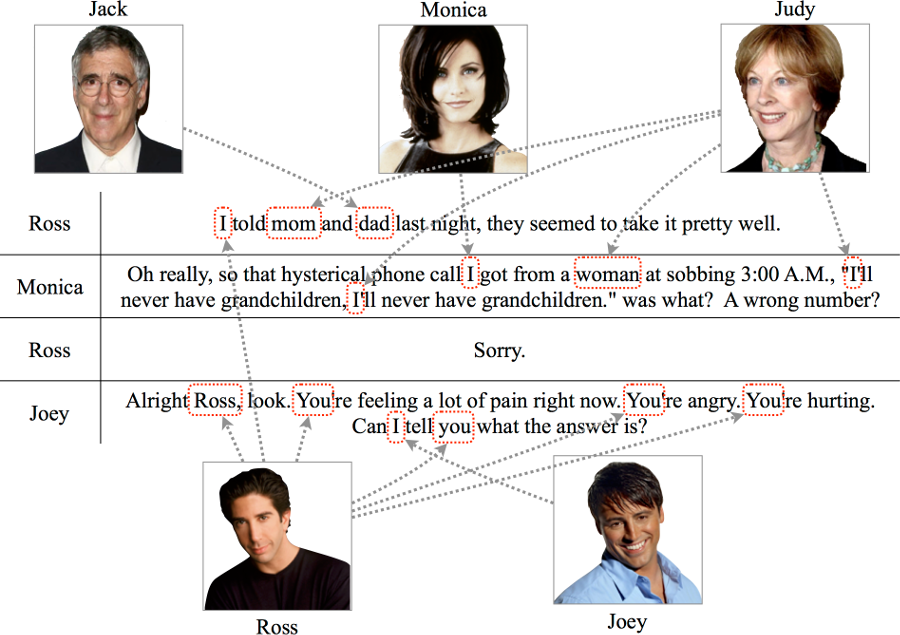 Jack
Monica
Judy
Ross
I told mom and dad last night, they seemed to take it pretty well.
Monica
Oh really, so that hysterical phone call I got from a woman at sobbing 3:00 A.M., "I'll
never have grandchildren, I'll never have grandchildren." was what? A wrong number?
Ross
Sorry.
Joey
Alright Ross, look. You're feeling a lot of pain right now. You're angry. You're hurting.
Can I tell you what the answer is?
Ross
Joey